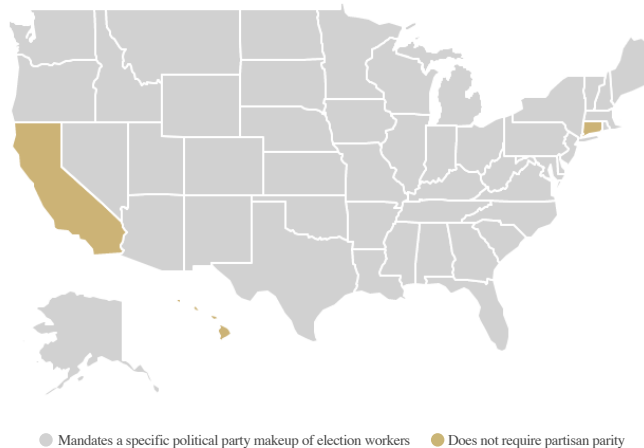 Mandates a specific political party makeup of election workers
Does not require partisan parity